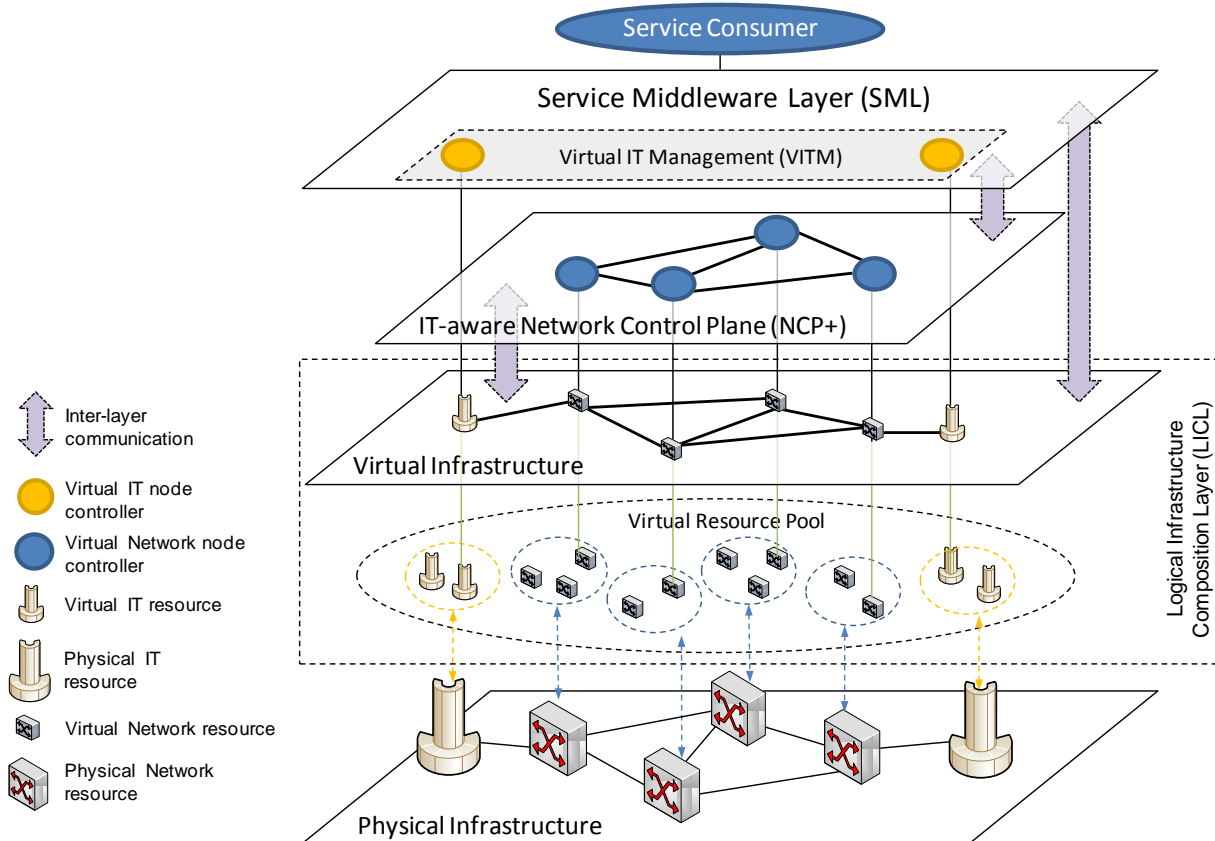 Service Consumer
Service Middleware Layer (SML)
Virtual IT Management (VITM)
IT-aware Network Control Plane (NCP+)
Virtual Infrastructure
Virtual Resource Pool
Logical Infrastructure
Composition Layer (LICL)
Physical Infrastructure
Inter-layer
communication
Virtual IT node
controller
Virtual Network node
controller
Virtual IT resource
Physical IT
resource
Virtual Network resource
Physical Network
resource